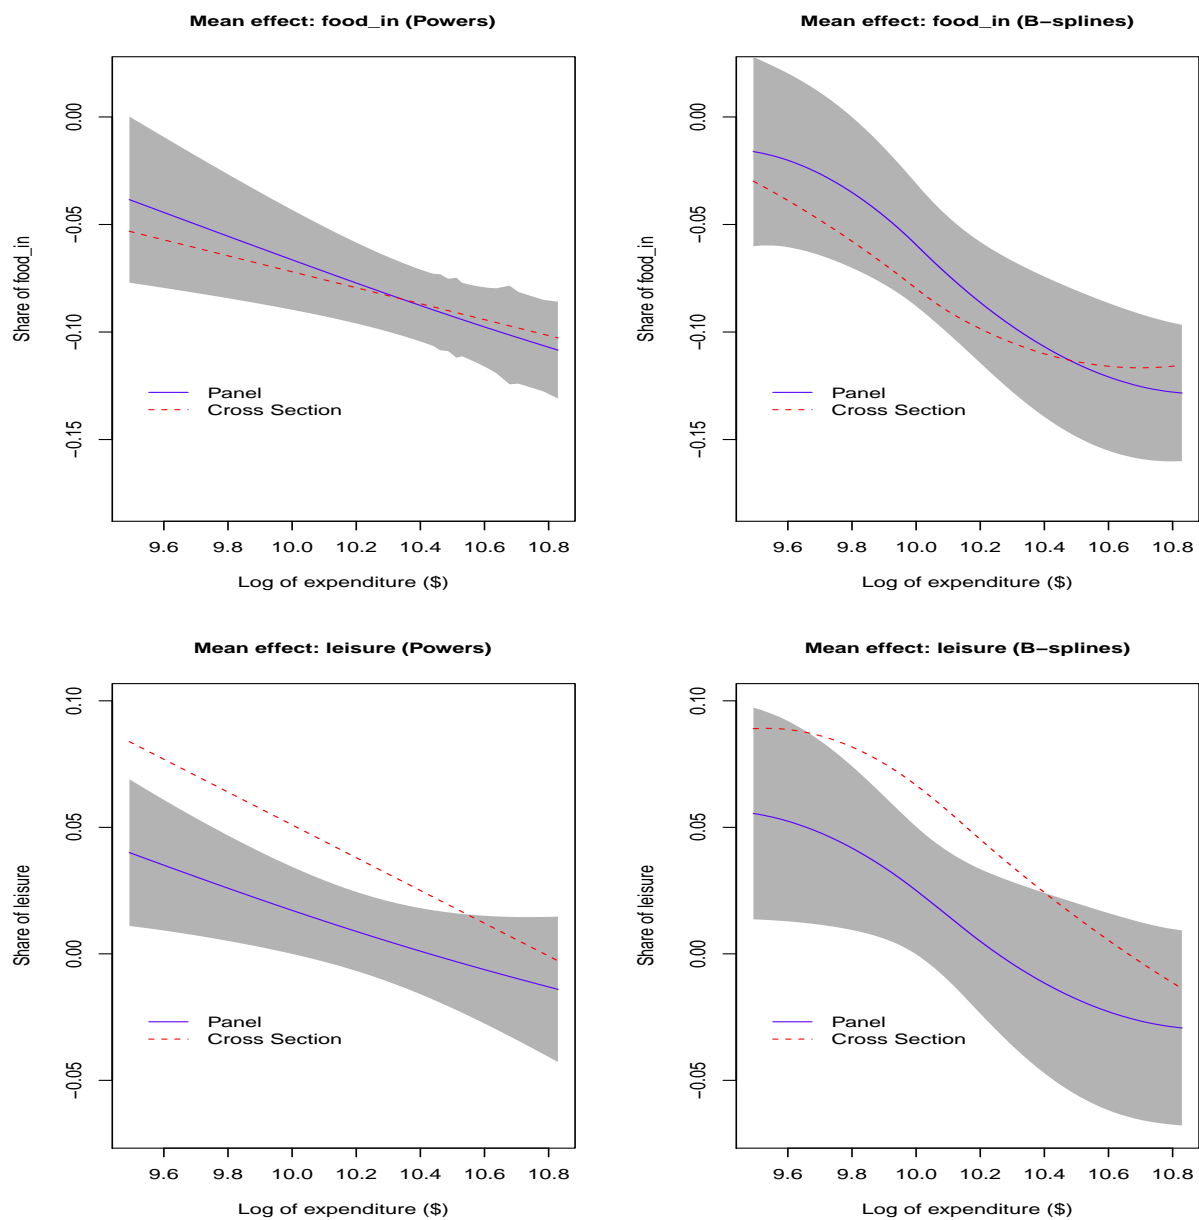 Mean effect: food_in (Powers)
0.00
−0.05
−0.10
−0.15
Share of food_in
Panel
Cross Section
9.6 9.8 10.0 10.2 10.4 10.6 10.8
Log of expenditure ($)
Mean effect: food_in (B−splines)
0.00
−0.05
−0.10
−0.15
Share of food_in
Panel
Cross Section
9.6 9.8 10.0 10.2 10.4 10.6 10.8
Log of expenditure ($)
Mean effect: leisure (Powers)
0.10
0.05
0.00
−0.05
Share of leisure
Panel
Cross Section
9.6 9.8 10.0 10.2 10.4 10.6 10.8
Log of expenditure ($)
Mean effect: leisure (B−splines)
0.10
0.05
0.00
−0.05
Share of leisure
Panel
Cross Section
9.6 9.8 10.0 10.2 10.4 10.6 10.8
Log of expenditure ($)